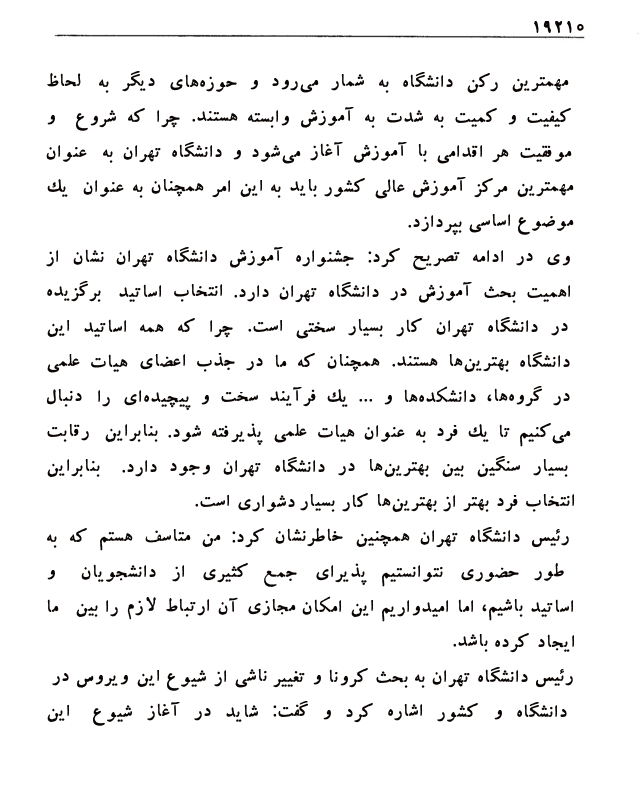 ۱۹۲۱۰
مهمترین رکن دانشگاه به شمار می‌رود و حوزه‌های دیگر به لحاظ
کیفیت و کمیت به شدت به آموزش وابسته هستند. چرا که شروع و
موفقیت هر اقدامی با آموزش آغاز می‌شود و دانشگاه تهران به عنوان
مهمترین مرکز آموزش عالی کشور باید به این امر همچنان به عنوان یك
موضوع اساسی بپردازد.
وی در ادامه تصریح کرد: جشنواره آموزش دانشگاه تهران نشان از
اهمیت بحث آموزش در دانشگاه تهران دارد. انتخاب اساتید برگزیده
در دانشگاه تهران کار بسیار سختی است. چرا که همه اساتید این
دانشگاه بهترین‌ها هستند. همچنان که ما در جذب اعضای هیات علمی
در گروه‌ها، دانشکده‌ها و ... یك فرآیند سخت و پیچیده‌ای را دنبال
می‌کنیم تا یك فرد به عنوان هیات علمی پذیرفته شود. بنابراین رقابت
بسیار سنگین بین بهترین‌ها در دانشگاه تهران وجود دارد. بنابراین
انتخاب فرد بهتر از بهترین‌ها کار بسیار دشواری است.
رئیس دانشگاه تهران همچنین خاطرنشان کرد: من متاسف هستم که به
طور حضوری نتوانستیم پذیرای جمع کثیری از دانشجویان و
اساتید باشیم، اما امیدواریم این امکان مجازی آن ارتباط لازم را بین ما
ایجاد کرده باشد.
رئیس دانشگاه تهران به بحث کرونا و تغییر ناشی از شیوع این ویروس در
دانشگاه و کشور اشاره کرد و گفت: شاید در آغاز شیوع این